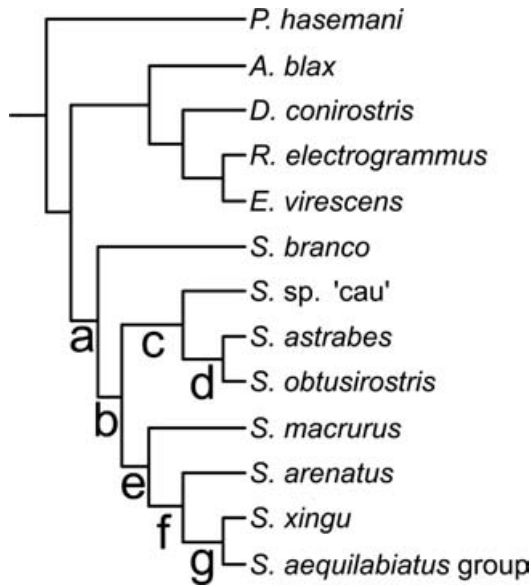 P. hasemani
A. blax
D. conirostris
R. electrogrammus
E. virescens
S. branco
a
S. sp. 'cau'
c
S. astrabes
d
S. obtusirostris
b
S. macrurus
e
S. arenatus
f
S. xingu
g
S. aequilabiatus group